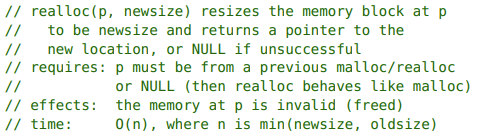 // realloc(p, newsize) resizes the memory block at p
//   to be newsize and returns a pointer to the
//   new location, or NULL if unsuccessful
// requires: p must be from a previous malloc/realloc
//           or NULL (then realloc behaves like malloc)
// effects:  the memory at p is invalid (freed)
// time:     O(n), where n is min(newsize, oldsize)